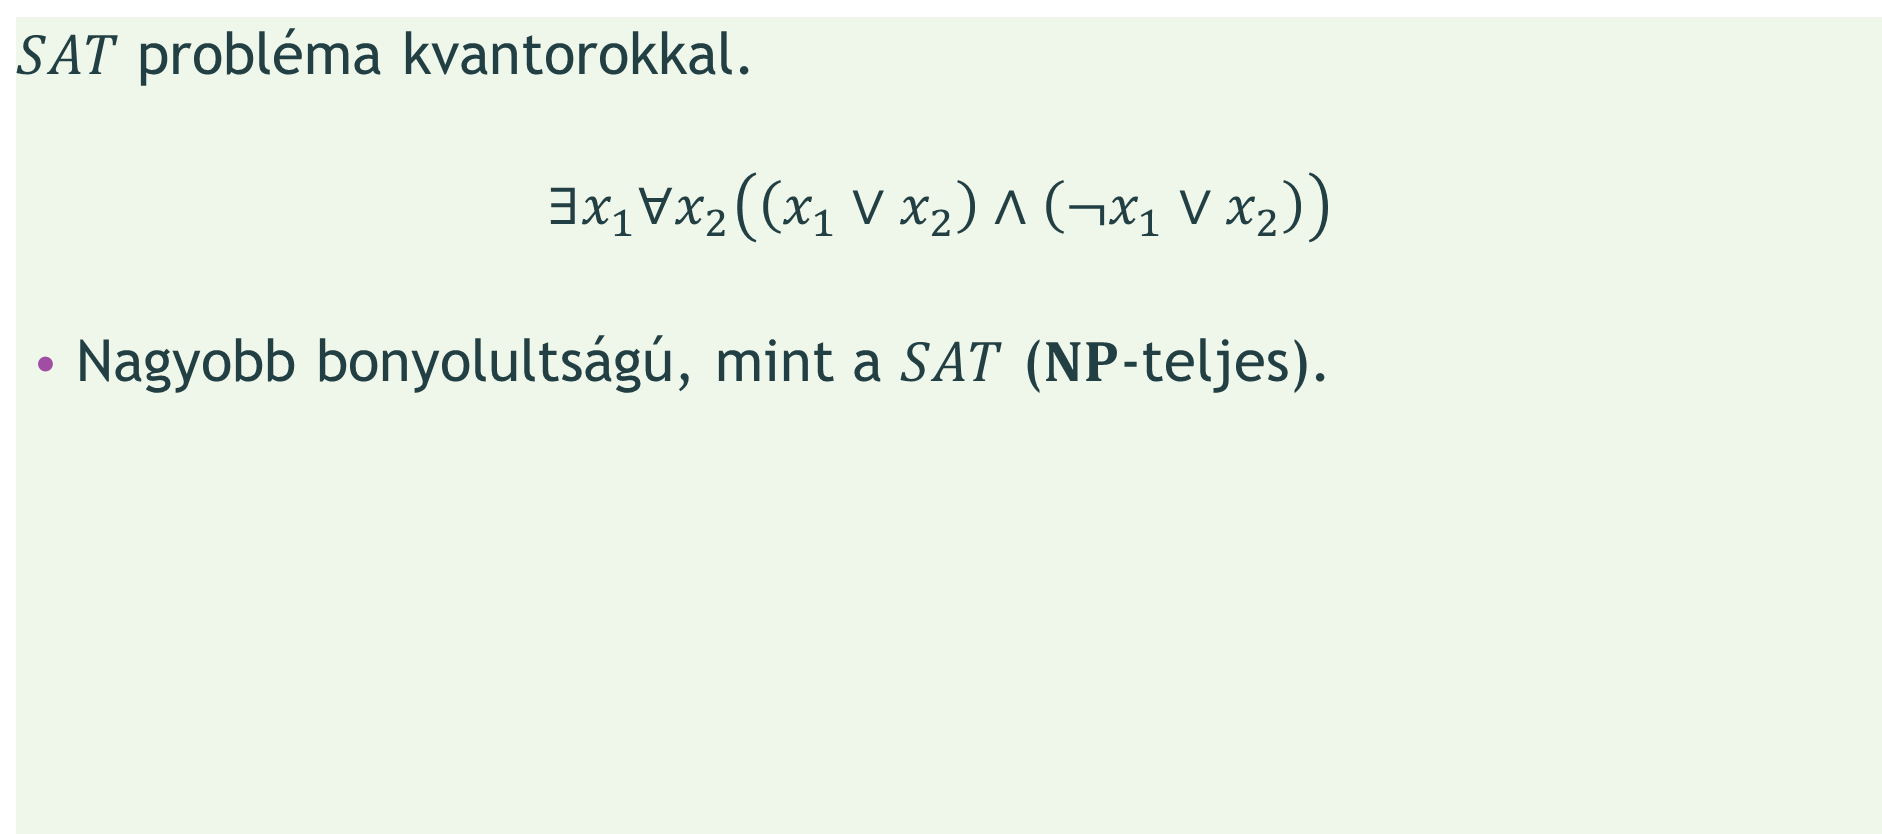 SAT probléma kvantorokkal.
∃x₁∀x₂((x₁ ∨ x₂) ∧ (¬x₁ ∨ x₂))
• Nagyobb bonyolultságú, mint a SAT (NP-teljes).